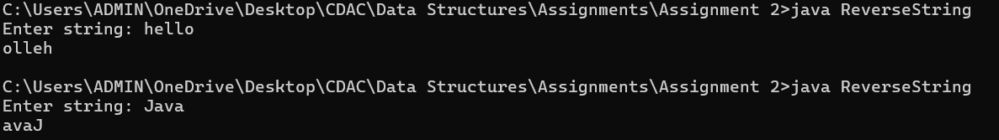 C:\Users\ADMIN\OneDrive\Desktop\CDAC\Data Structures\Assignments\Assignment 2>java ReverseString
Enter string: hello
olleh
C:\Users\ADMIN\OneDrive\Desktop\CDAC\Data Structures\Assignments\Assignment 2>java ReverseString
Enter string: Java
avaJ